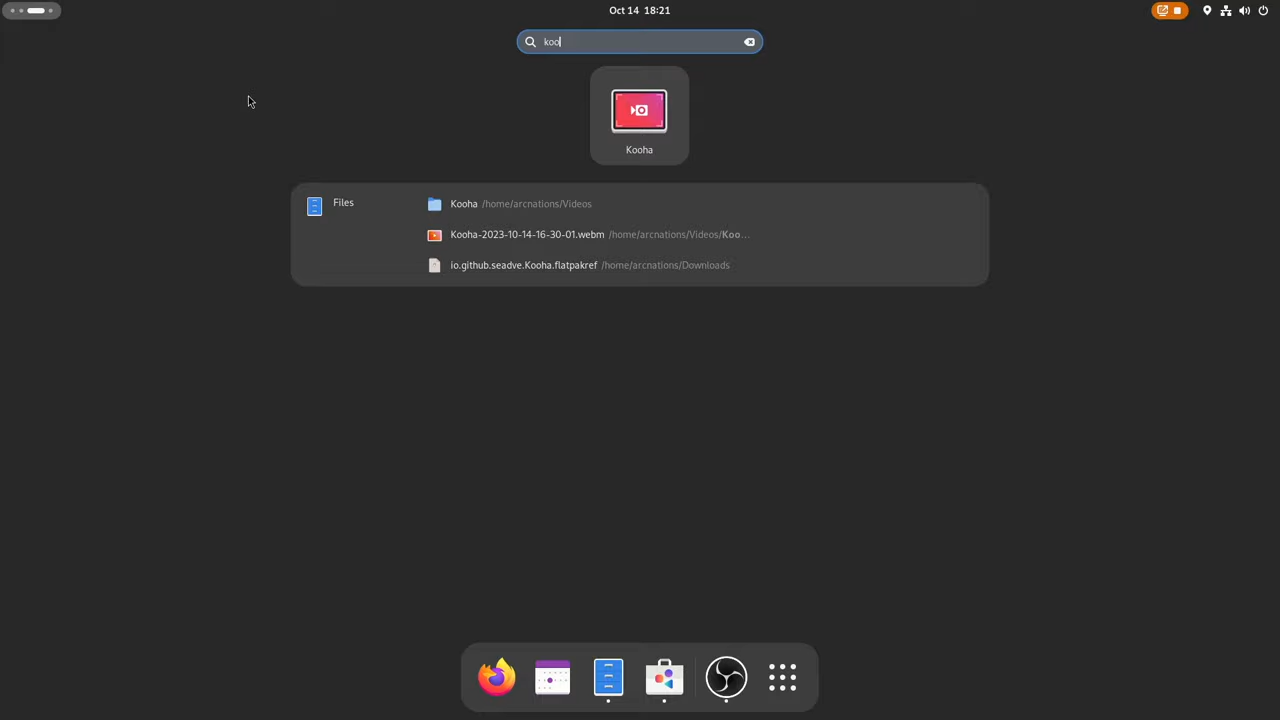 Oct 14 18:21
koo
Kooha
Files
Kooha /home/arcnations/Videos
Kooha-2023-10-14-16-30-01.webm /home/arcnations/Videos/Koo...
io.github.seadve.Kooha.flatpakref /home/arcnations/Downloads